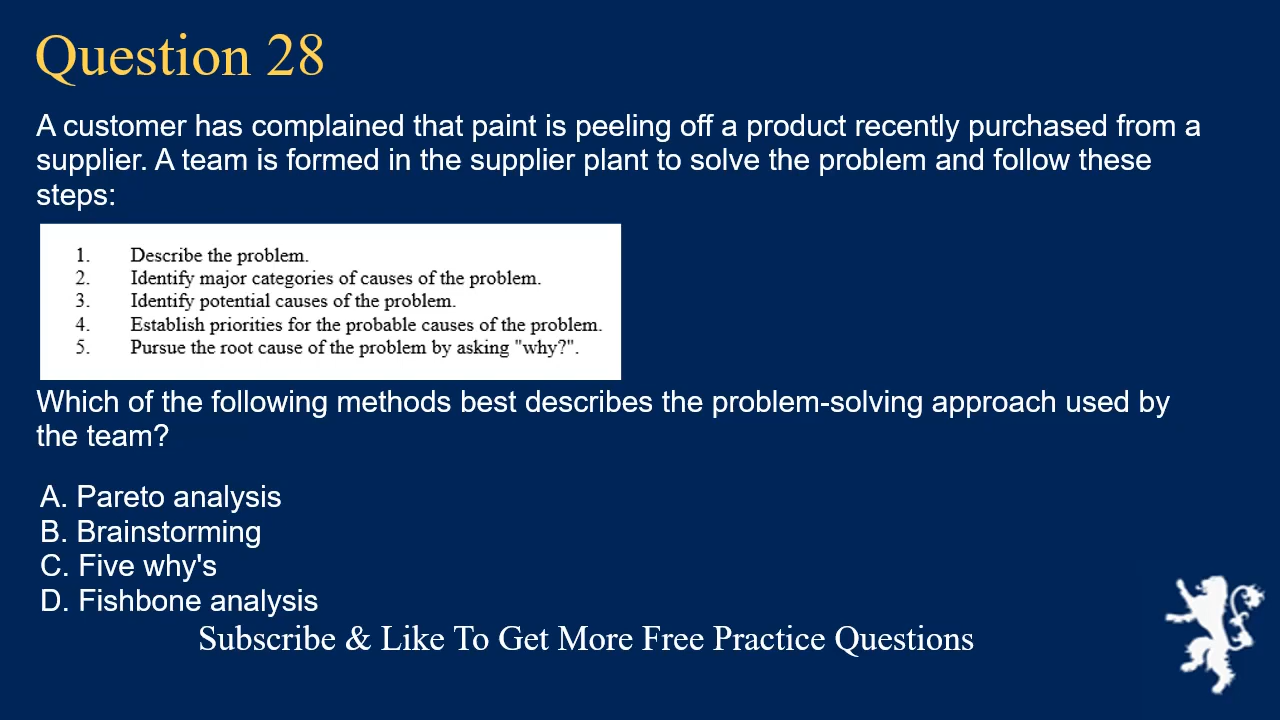 Question 28
A customer has complained that paint is peeling off a product recently purchased from a
supplier. A team is formed in the supplier plant to solve the problem and follow these
steps:
1. Describe the problem.
2. Identify major categories of causes of the problem.
3. Identify potential causes of the problem.
4. Establish priorities for the probable causes of the problem.
5. Pursue the root cause of the problem by asking "why?".
Which of the following methods best describes the problem-solving approach used by
the team?
A. Pareto analysis
B. Brainstorming
C. Five why's
D. Fishbone analysis
Subscribe & Like To Get More Free Practice Questions